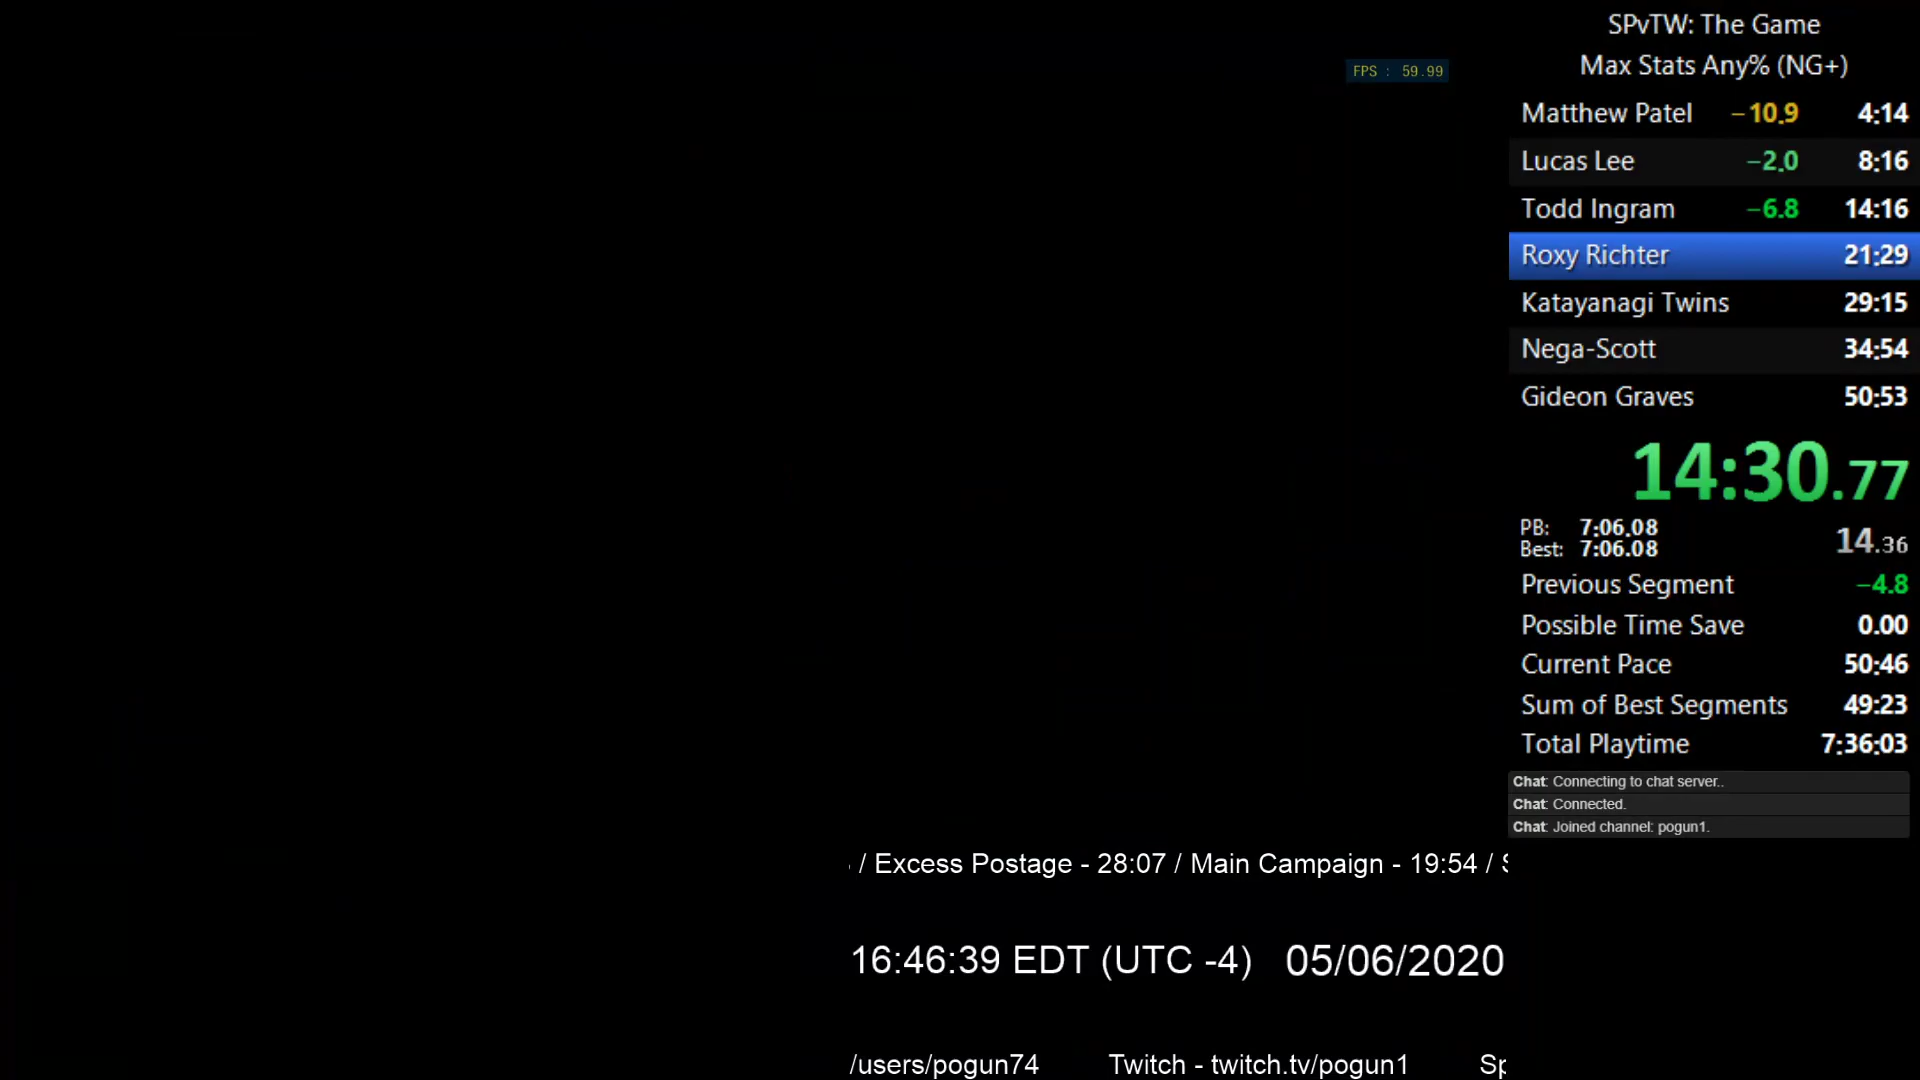 SPvTW: The Game
Max Stats Any% (NG+)
FPS : 59.99
Matthew Patel −10.9 4:14
Lucas Lee −2.0 8:16
Todd Ingram −6.8 14:16
Roxy Richter 21:29
Katayanagi Twins 29:15
Nega-Scott 34:54
Gideon Graves 50:53
14:30.77
PB: 7:06.08
Best: 7:06.08
14.36
Previous Segment −4.8
Possible Time Save 0.00
Current Pace 50:46
Sum of Best Segments 49:23
Total Playtime 7:36:03
Chat: Connecting to chat server..
Chat: Connected.
Chat: Joined channel: pogun1.
/ Excess Postage - 28:07 / Main Campaign - 19:54 /
16:46:39 EDT (UTC -4) 05/06/2020
/users/pogun74 Twitch - twitch.tv/pogun1 Sp